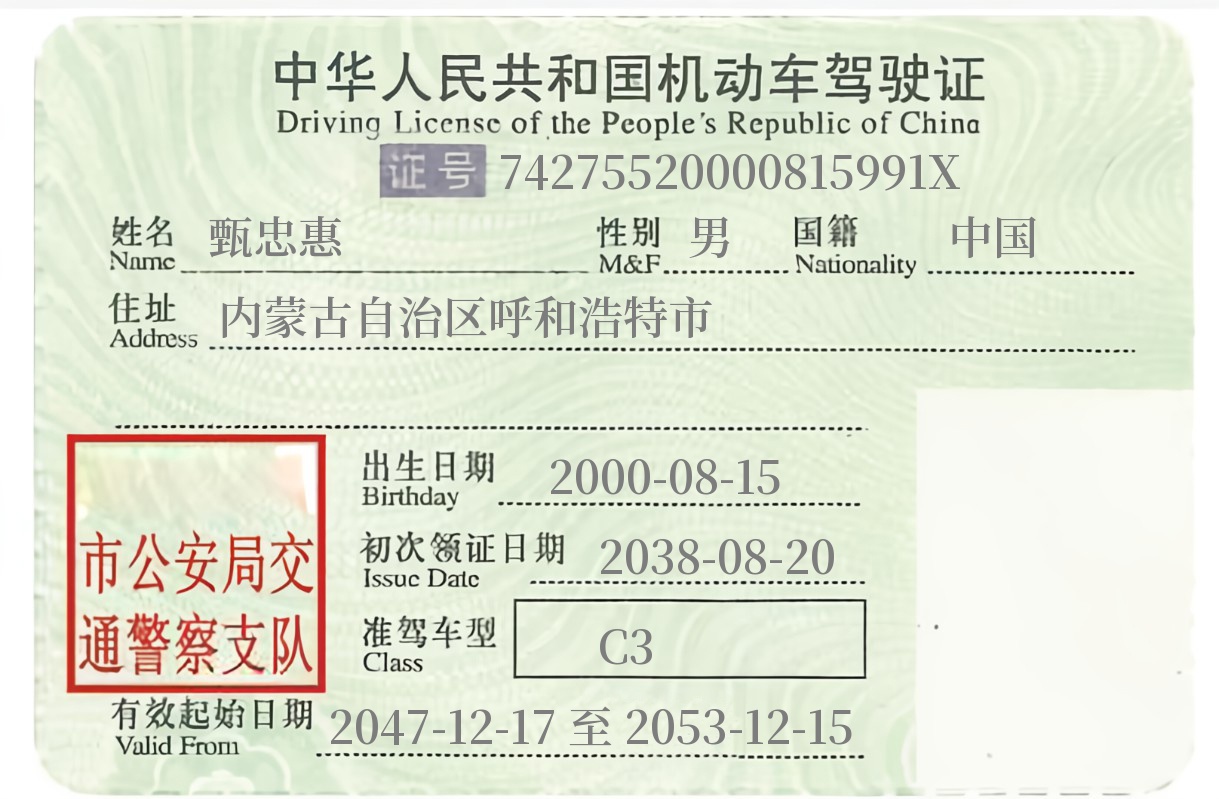 中华人民共和国机动车驾驶证
Driving License of the People's Republic of China
证号 74275520000815991X
姓名 甄忠惠 性别 男 国籍 中国
Name M&F Nationality
住址 内蒙古自治区呼和浩特市
Address
出生日期 2000-08-15
Birthday
初次领证日期 2038-08-20
Issue Date
市公安局交
通警察支队
准驾车型 C3
Class
有效起始日期 2047-12-17 至 2053-12-15
Valid From